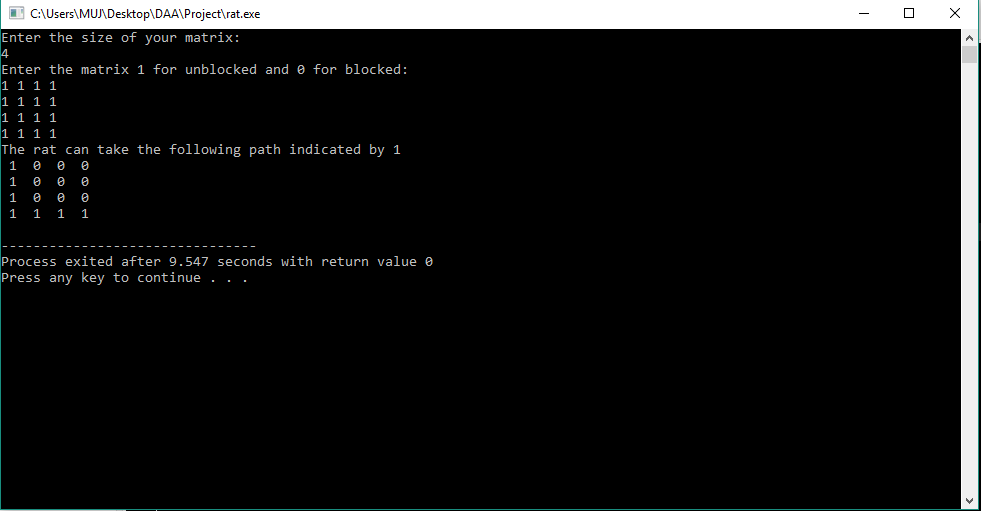 C:\Users\MUJ\Desktop\DAA\Project\rat.exe
Enter the size of your matrix:
4
Enter the matrix 1 for unblocked and 0 for blocked:
1 1 1 1
1 1 1 1
1 1 1 1
1 1 1 1
The rat can take the following path indicated by 1
 1  0  0  0
 1  0  0  0
 1  0  0  0
 1  1  1  1
--------------------------------
Process exited after 9.547 seconds with return value 0
Press any key to continue . . .